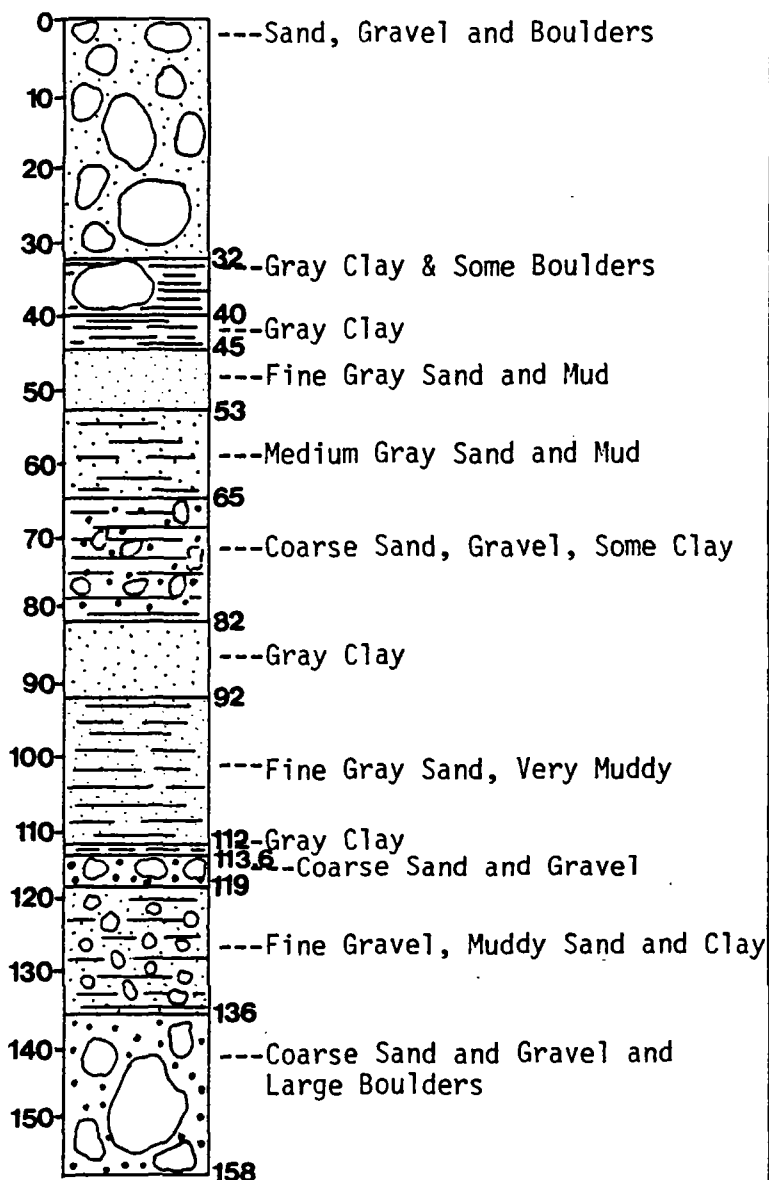 0 ---Sand, Gravel and Boulders
10
20
30
32
---Gray Clay & Some Boulders
40 40
---Gray Clay
45
---Fine Gray Sand and Mud
50
53
---Medium Gray Sand and Mud
60
65
70
---Coarse Sand, Gravel, Some Clay
80
82
---Gray Clay
90
92
100
---Fine Gray Sand, Very Muddy
110
112 --Gray Clay
113.6
---Coarse Sand and Gravel
119
120
---Fine Gravel, Muddy Sand and Clay
130
136
140 ---Coarse Sand and Gravel and
Large Boulders
150
158